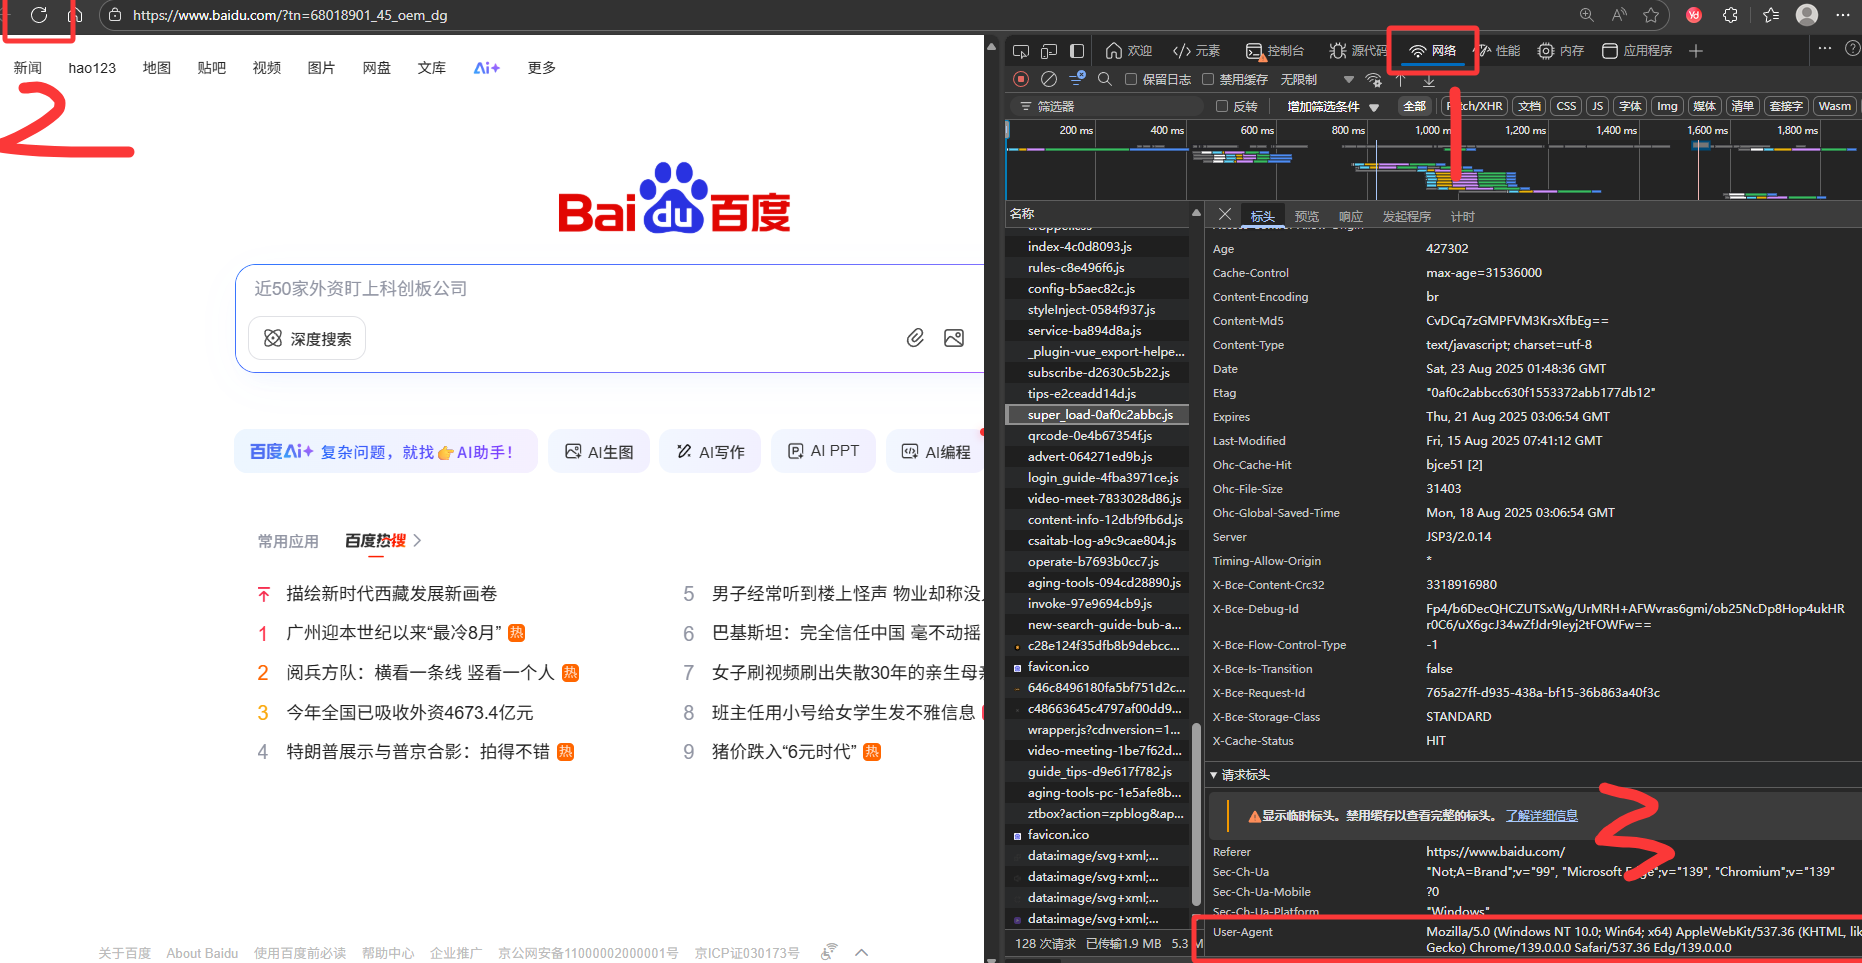 https://www.baidu.com/?tn=68018901_45_oem_dg
新闻 hao123 地图 贴吧 视频 图片 网盘 文库 Ai+ 更多
2
Bai du 百度
近50家外资盯上科创板公司
深度搜索
百度Ai+ 复杂问题，就找👉AI助手！ AI生图 AI写作 AI PPT AI编程
常用应用 百度热搜
描绘新时代西藏发展新画卷
1 广州迎本世纪以来“最冷8月” 热
2 阅兵方队：横看一条线 竖看一个人 热
3 今年全国已吸收外资4673.4亿元
4 特朗普展示与普京合影：拍得不错 热
5 男子经常听到楼上怪声 物业却称没
6 巴基斯坦：完全信任中国 毫不动摇
7 女子刷视频刷出失散30年的亲生母
8 班主任用小号给女学生发不雅信息
9 猪价跌入“6元时代” 热
关于百度 About Baidu 使用百度前必读 帮助中心 企业推广 京公网安备11000002000001号 京ICP证030173号
欢迎 元素 控制台 源代码 网络 性能 内存 应用程序
保留日志 禁用缓存 无限制
筛选器 反转 增加筛选条件 全部 Fetch/XHR 文档 CSS JS 字体 Img 媒体 清单 套接字 Wasm
200 ms 400 ms 600 ms 800 ms 1,000 m 1,200 ms 1,400 ms 1,600 ms 1,800 ms
名称
index-4c0d8093.js
rules-c8e496f6.js
config-b5aec82c.js
styleInject-0584f937.js
service-ba894d8a.js
_plugin-vue_export-helpe...
subscribe-d2630c5b22.js
tips-e2ceadd14d.js
super_load-0af0c2abbc.js
qrcode-0e4b67354f.js
advert-064271ed9b.js
login_guide-4fba3971ce.js
video-meet-7833028d86.js
content-info-12dbf9fb6d.js
csaitab-log-a9c9cae804.js
operate-b7693b0cc7.js
aging-tools-094cd28890.js
invoke-97e9694cb9.js
new-search-guide-bub-a...
c28e124f35dfb8b9debcc...
favicon.ico
646c8496180fa5bf751d2c...
c48663645c4797af00dd9...
wrapper.js?cdnversion=1...
video-meeting-1be7f62d...
guide_tips-d9e617f782.js
aging-tools-pc-1e5afe8b...
ztbox?action=zpblog&ap...
favicon.ico
data:image/svg+xml;...
data:image/svg+xml;...
data:image/svg+xml;...
data:image/svg+xml;...
128 次请求 已传输1.9 MB 5.3 M
标头 预览 响应 发起程序 计时
Age 427302
Cache-Control max-age=31536000
Content-Encoding br
Content-Md5 CvDCq7zGMPFVM3KrsXfbEg==
Content-Type text/javascript; charset=utf-8
Date Sat, 23 Aug 2025 01:48:36 GMT
Etag "0af0c2abbcc630f1553372abb177db12"
Expires Thu, 21 Aug 2025 03:06:54 GMT
Last-Modified Fri, 15 Aug 2025 07:41:12 GMT
Ohc-Cache-Hit bjce51 [2]
Ohc-File-Size 31403
Ohc-Global-Saved-Time Mon, 18 Aug 2025 03:06:54 GMT
Server JSP3/2.0.14
Timing-Allow-Origin *
X-Bce-Content-Crc32 3318916980
X-Bce-Debug-Id Fp4/b6DecQHCZUTSxWg/UrMRH+AFWvras6gmi/ob25NcDp8Hop4ukHR
r0C6/uX6gcJ34wZfJdr9Ieyj2tFOWFw==
X-Bce-Flow-Control-Type -1
X-Bce-Is-Transition false
X-Bce-Request-Id 765a27ff-d935-438a-bf15-36b863a40f3c
X-Bce-Storage-Class STANDARD
X-Cache-Status HIT
请求标头
显示临时标头。禁用缓存以查看完整的标头。 了解详细信息
3
Referer https://www.baidu.com/
Sec-Ch-Ua "Not;A=Brand";v="99", "Microsoft Edge";v="139", "Chromium";v="139"
Sec-Ch-Ua-Mobile ?0
Sec-Ch-Ua-Platform "Windows"
User-Agent Mozilla/5.0 (Windows NT 10.0; Win64; x64) AppleWebKit/537.36 (KHTML, lik
Gecko) Chrome/139.0.0.0 Safari/537.36 Edg/139.0.0.0